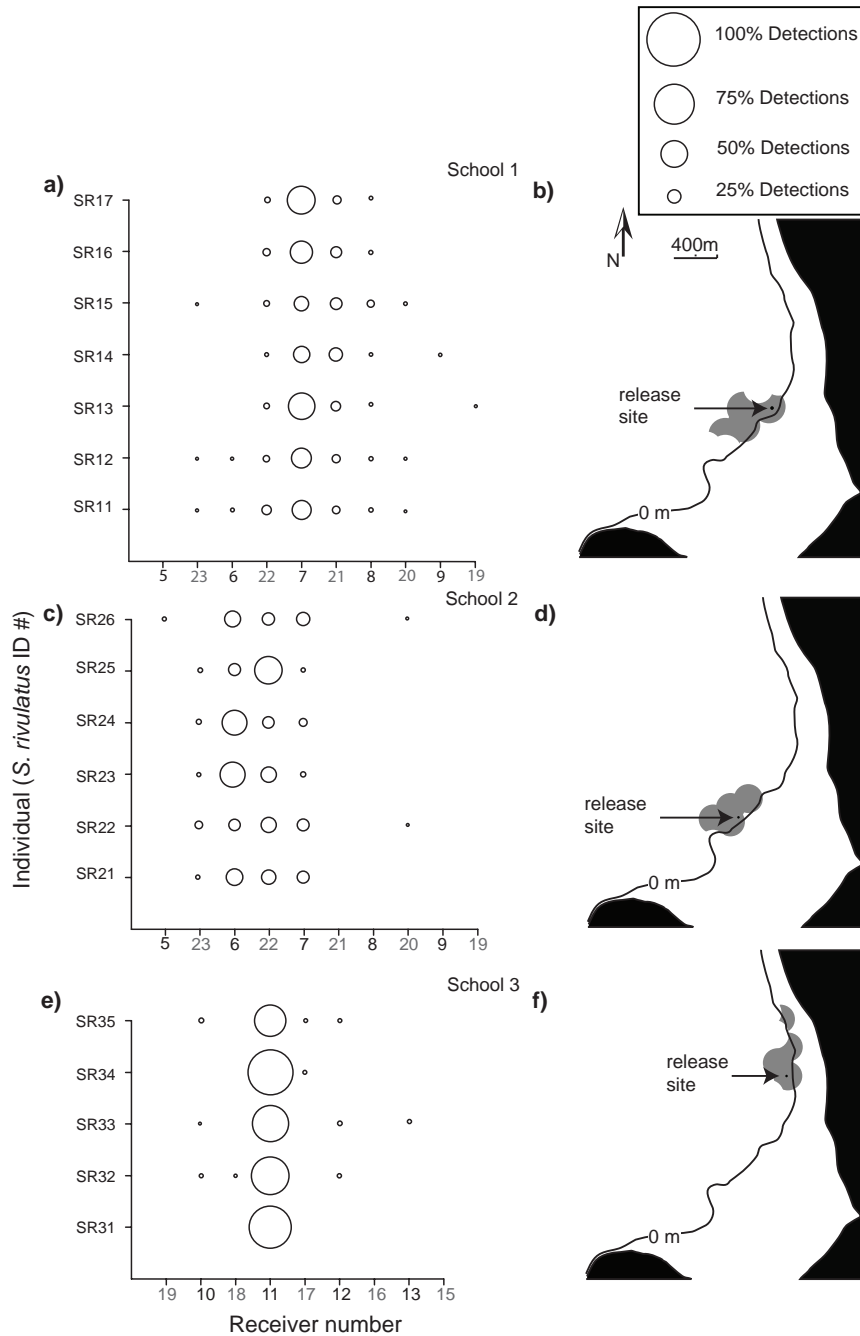 100% Detections
75% Detections
50% Detections
25% Detections
a)
School 1
SR17
SR16
SR15
SR14
SR13
SR12
SR11
5 23 6 22 7 21 8 20 9 19
b)
N
400m
release
site
0 m
c)
School 2
SR26
SR25
SR24
SR23
SR22
SR21
5 23 6 22 7 21 8 20 9 19
d)
release
site
0 m
Individual (S. rivulatus ID #)
e)
School 3
SR35
SR34
SR33
SR32
SR31
19 10 18 11 17 12 16 13 15
Receiver number
f)
release
site
0 m